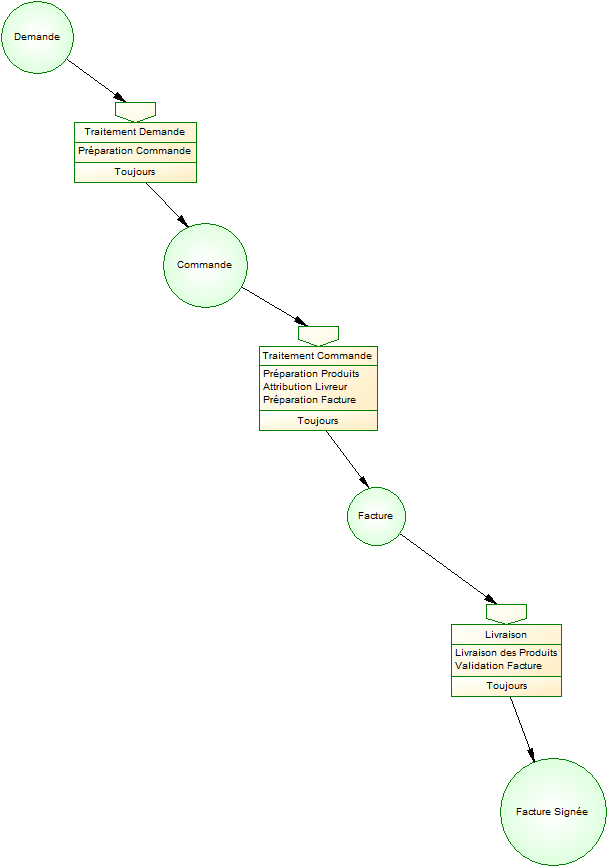 Demande
Traitement Demande
Préparation Commande
Toujours
Commande
Traitement Commande
Préparation Produits
Attribution Livreur
Préparation Facture
Toujours
Facture
Livraison
Livraison des Produits
Validation Facture
Toujours
Facture Signée